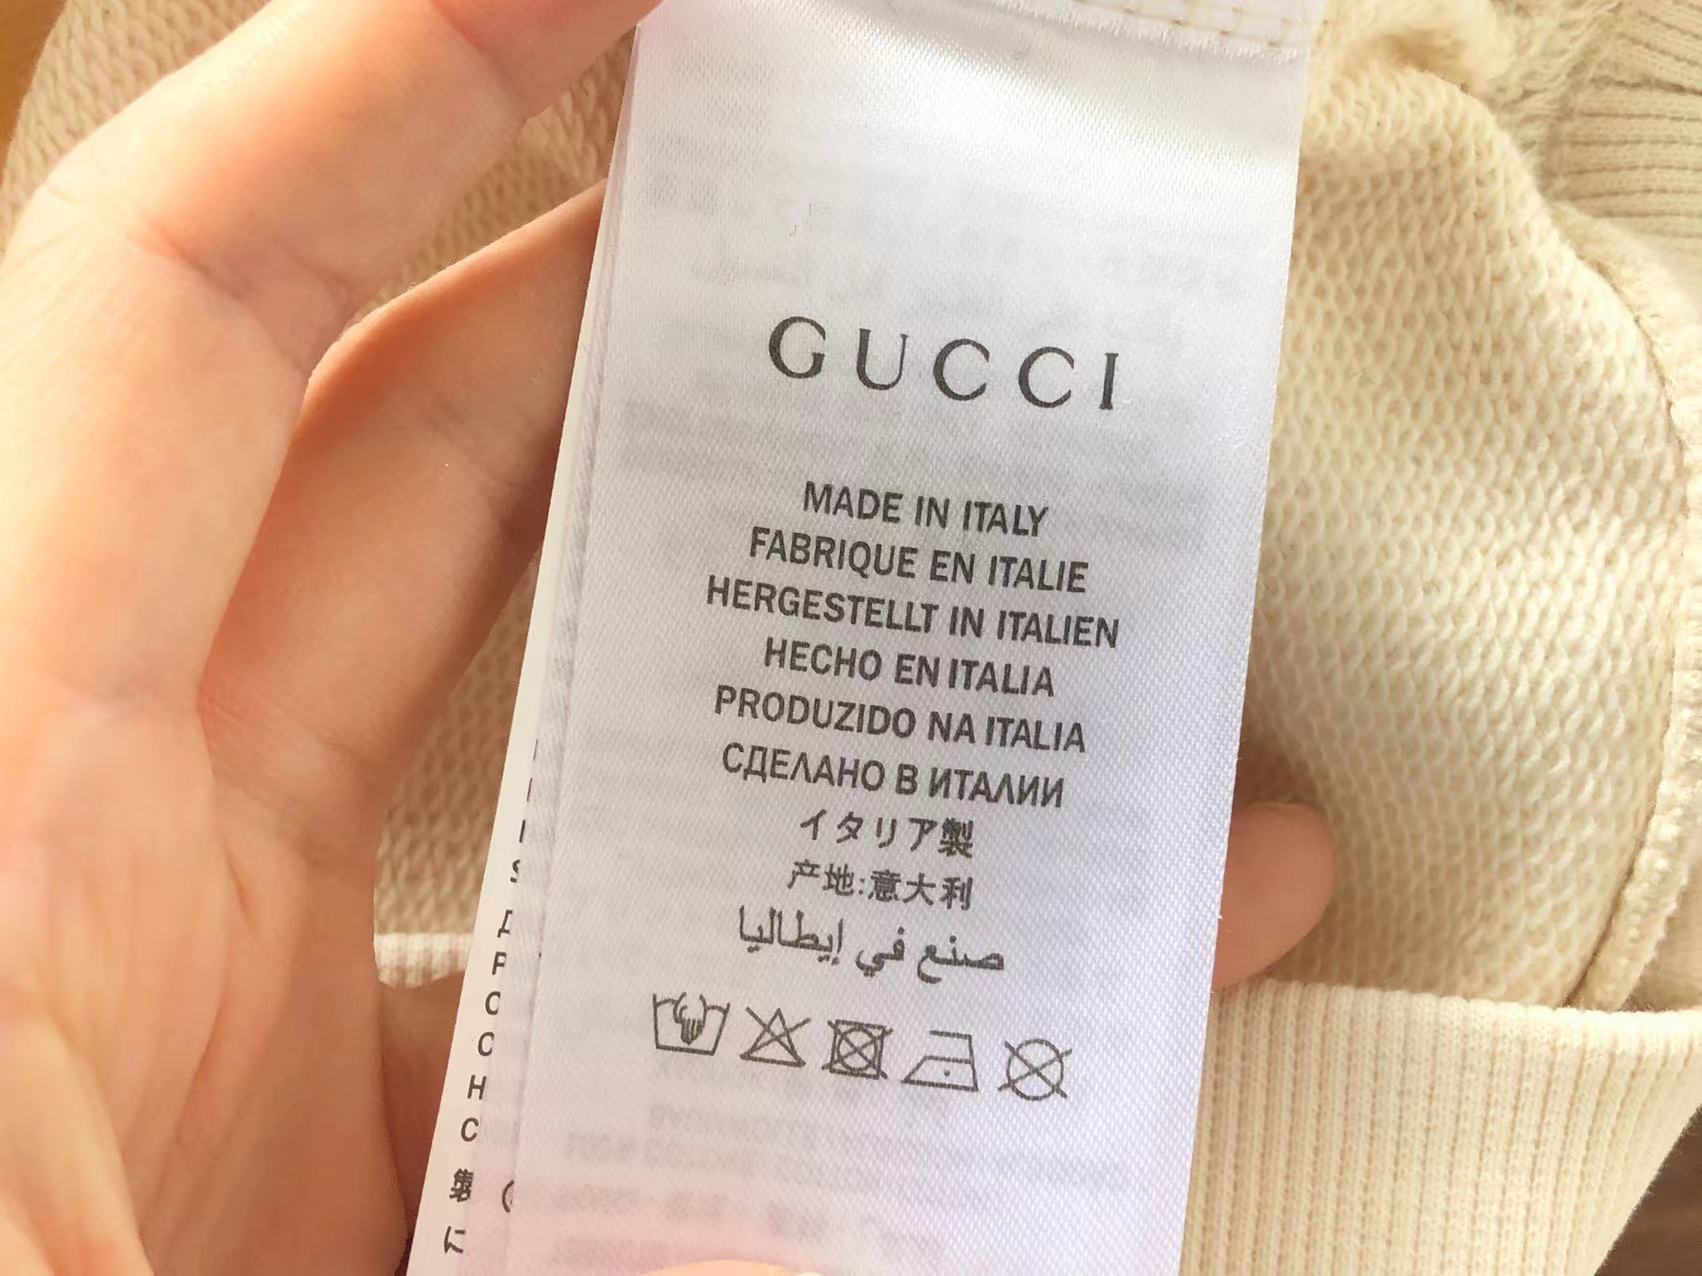 GUCCI
MADE IN ITALY
FABRIQUE EN ITALIE
HERGESTELLT IN ITALIEN
HECHO EN ITALIA
PRODUZIDO NA ITALIA
СДЕЛАНО В ИТАЛИИ
イタリア製
产地:意大利
صنع في إيطاليا